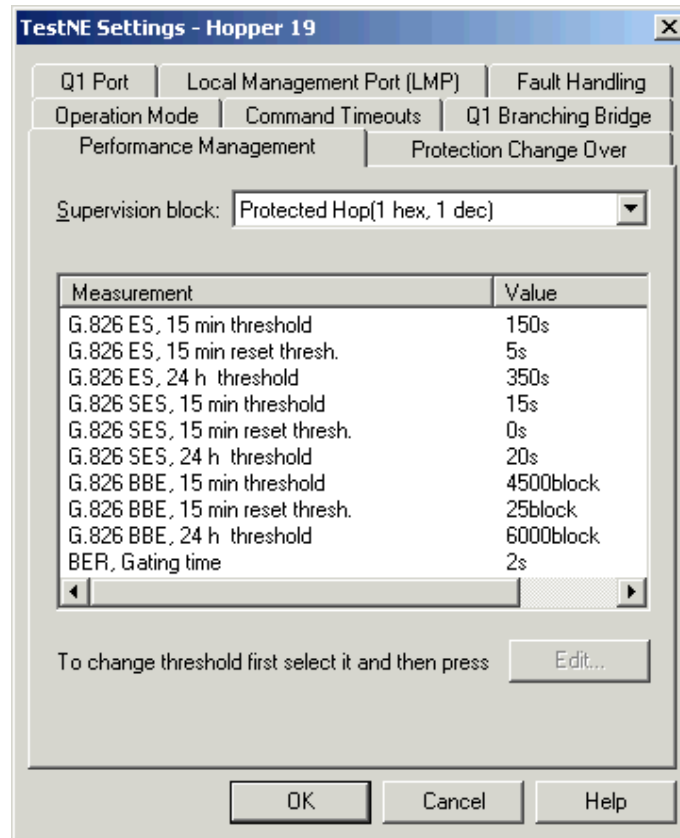 TestNE Settings - Hopper 19
Q1 Port Local Management Port (LMP) Fault Handling
Operation Mode Command Timeouts Q1 Branching Bridge
Performance Management Protection Change Over
Supervision block: Protected Hop(1 hex, 1 dec)
Measurement Value
G.826 ES, 15 min threshold 150s
G.826 ES, 15 min reset thresh. 5s
G.826 ES, 24 h  threshold 350s
G.826 SES, 15 min threshold 15s
G.826 SES, 15 min reset thresh. 0s
G.826 SES, 24 h  threshold 20s
G.826 BBE, 15 min threshold 4500block
G.826 BBE, 15 min reset thresh. 25block
G.826 BBE, 24 h  threshold 6000block
BER, Gating time 2s
To change threshold first select it and then press Edit...
OK Cancel Help